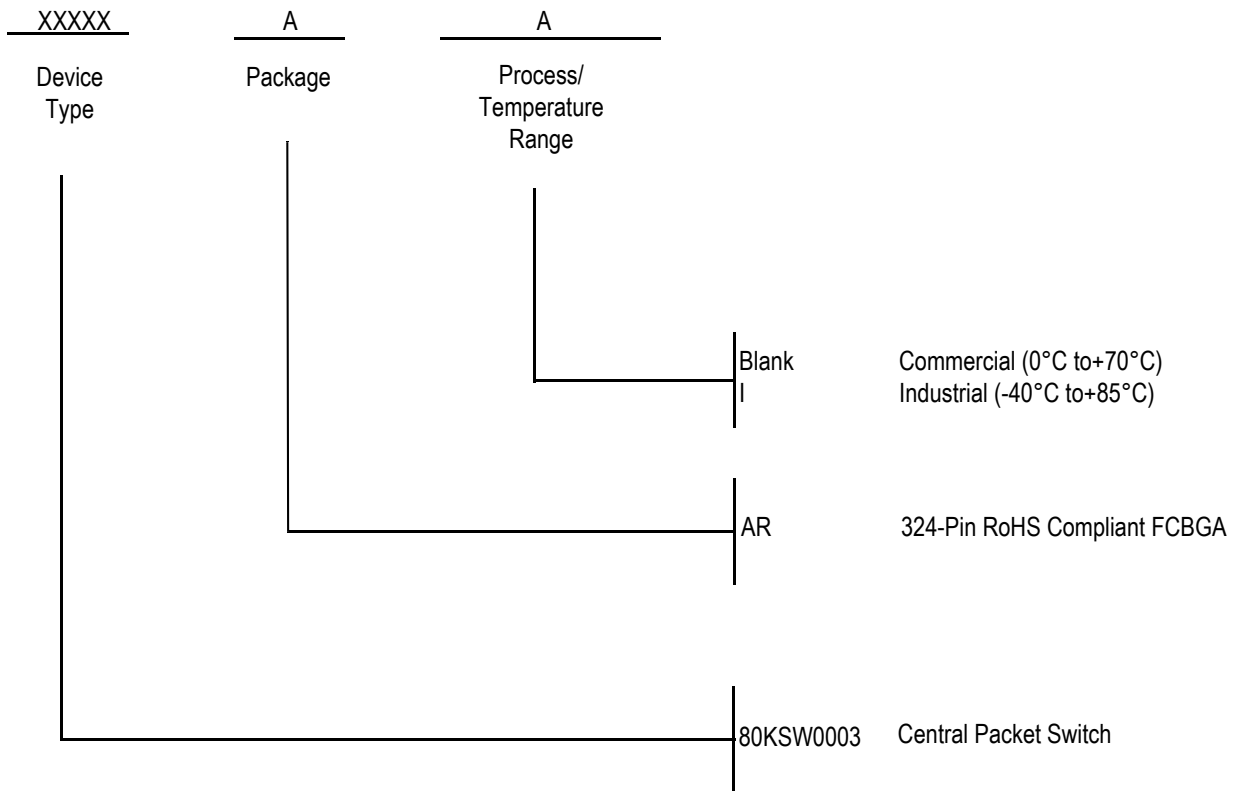 XXXXX A A
Device
Type
Package
Process/
Temperature
Range
Blank Commercial (0°C to+70°C)
I Industrial (-40°C to+85°C)
AR 324-Pin RoHS Compliant FCBGA
80KSW0003 Central Packet Switch